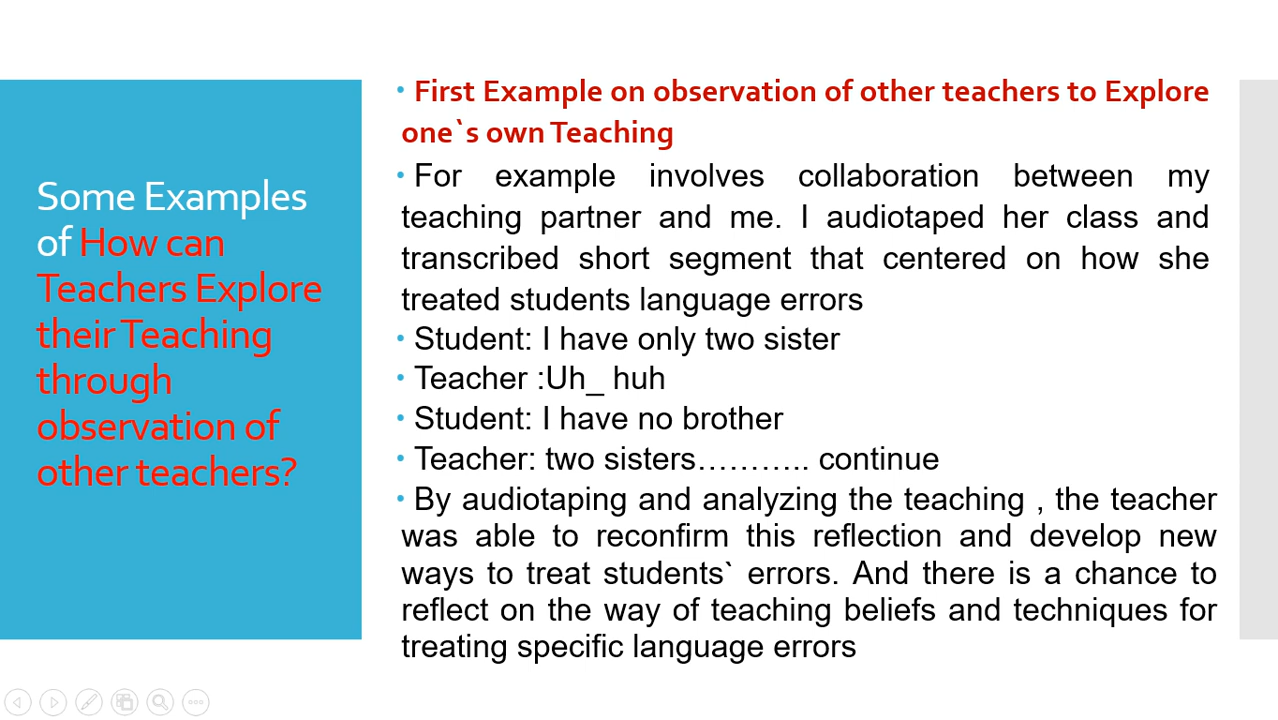 Some Examples
of How can
Teachers Explore
their Teaching
through
observation of
other teachers?
• First Example on observation of other teachers to Explore
one`s own Teaching
• For example involves collaboration between my
teaching partner and me. I audiotaped her class and
transcribed short segment that centered on how she
treated students language errors
• Student: I have only two sister
• Teacher :Uh_ huh
• Student: I have no brother
• Teacher: two sisters……….. continue
• By audiotaping and analyzing the teaching , the teacher
was able to reconfirm this reflection and develop new
ways to treat students` errors. And there is a chance to
reflect on the way of teaching beliefs and techniques for
treating specific language errors